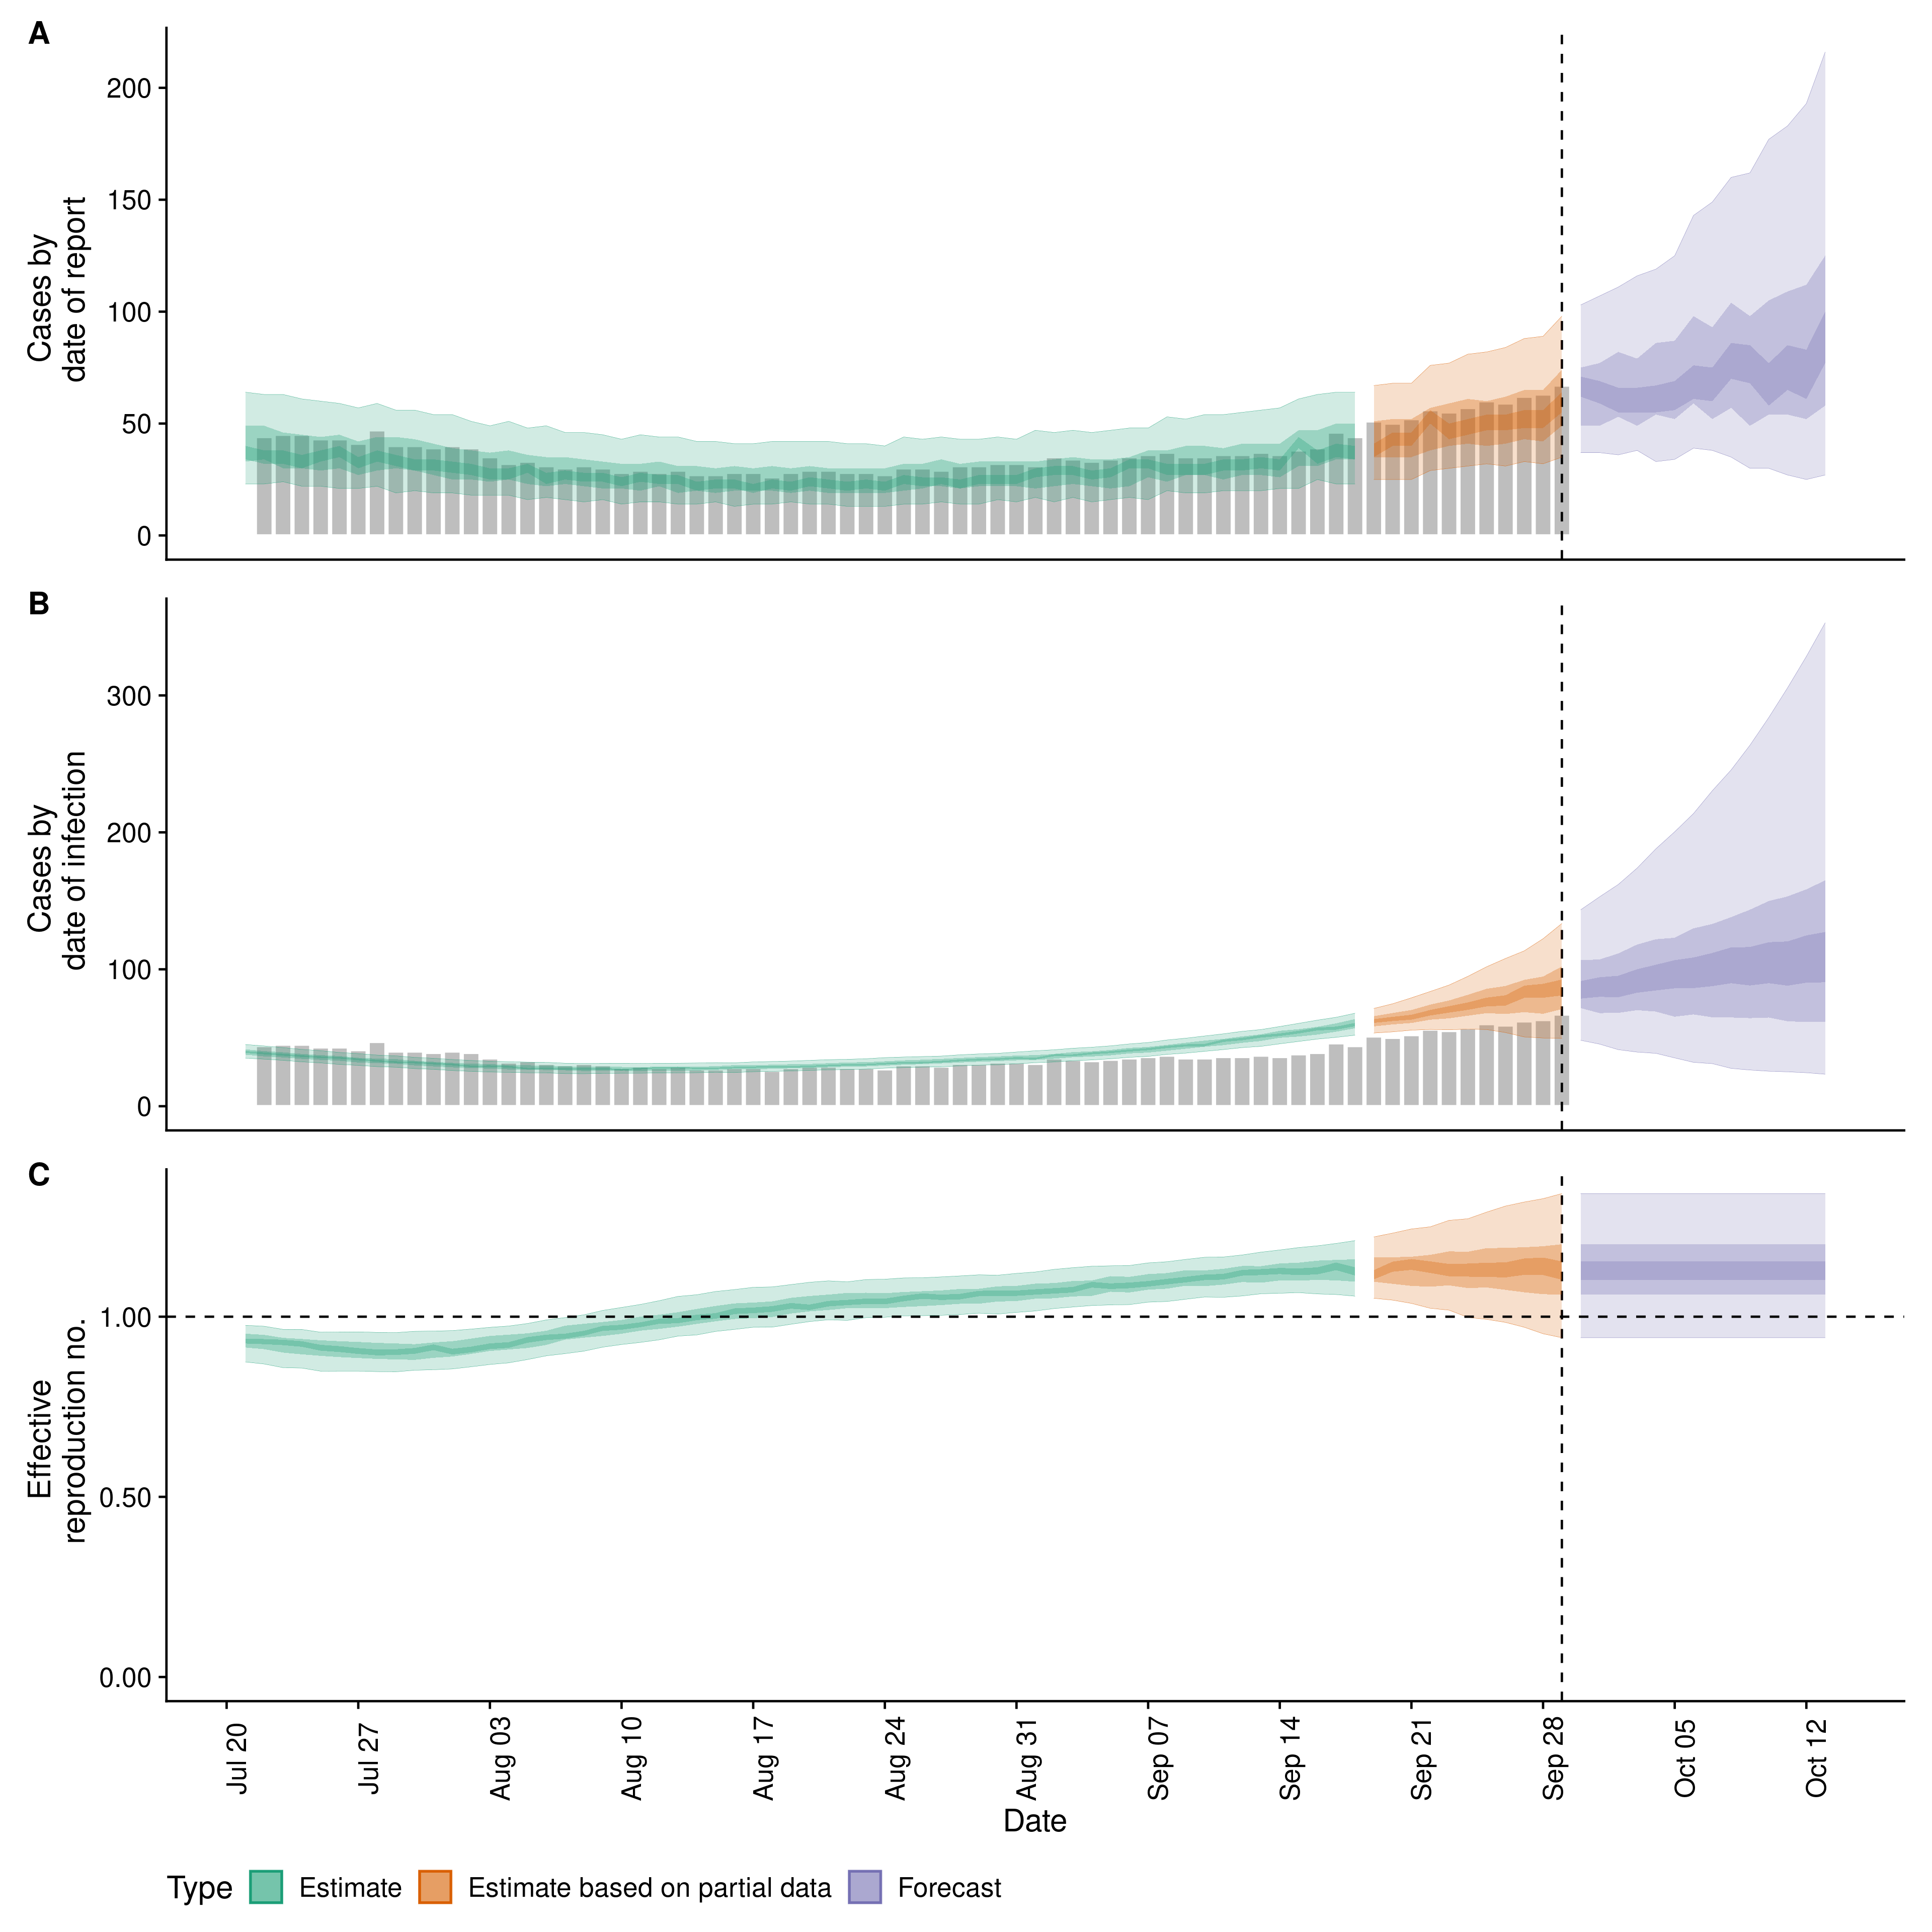 A
Cases by
date of report
200
150
100
50
0
B
Cases by
date of infection
300
200
100
0
C
Effective
reproduction no.
1.00
0.50
0.00
Jul 20
Jul 27
Aug 03
Aug 10
Aug 17
Aug 24
Aug 31
Sep 07
Sep 14
Sep 21
Sep 28
Oct 05
Oct 12
Date
Type
Estimate
Estimate based on partial data
Forecast